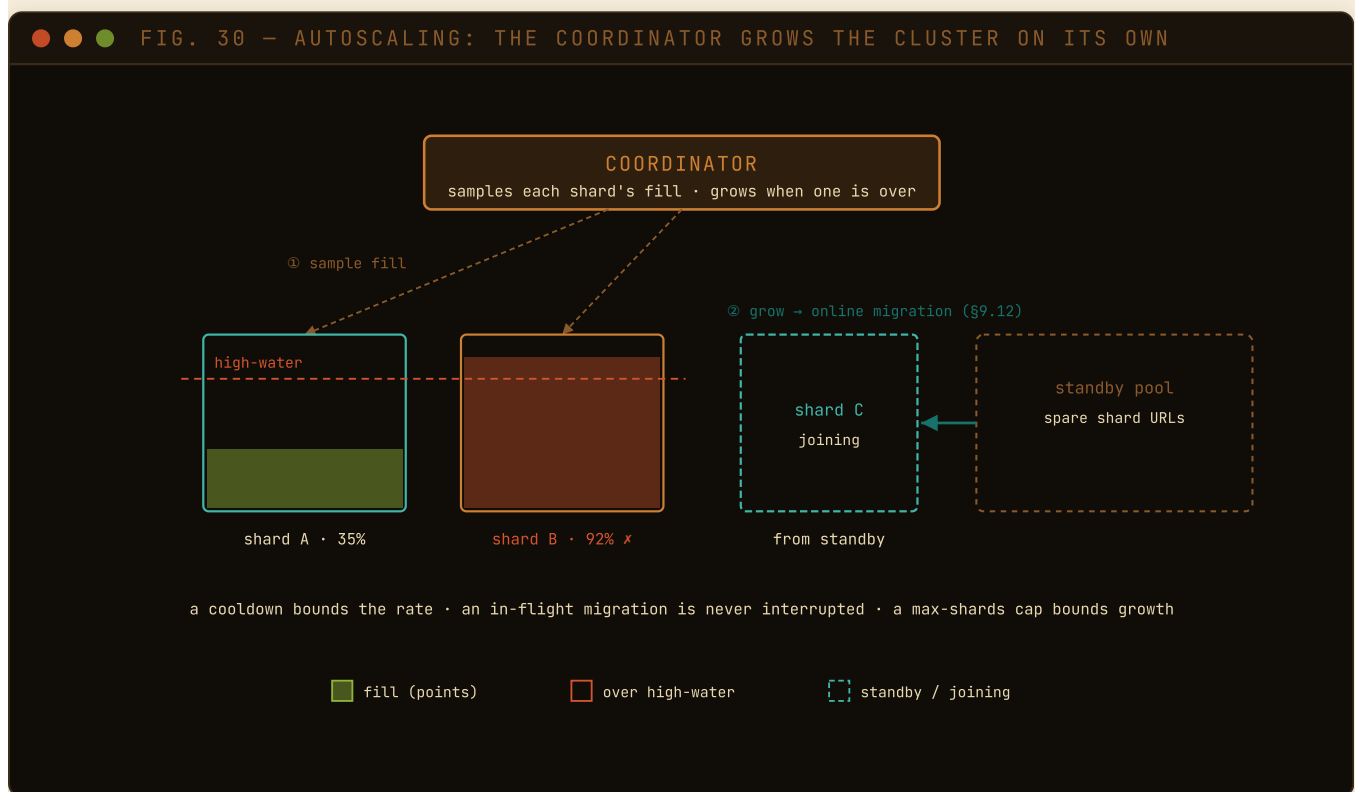 FIG. 30 — AUTOSCALING: THE COORDINATOR GROWS THE CLUSTER ON ITS OWN
COORDINATOR
samples each shard's fill · grows when one is over
① sample fill
② grow → online migration (§9.12)
high-water
standby pool
shard C
spare shard URLs
joining
shard A · 35%
shard B · 92% ✗
from standby
a cooldown bounds the rate · an in-flight migration is never interrupted · a max-shards cap bounds growth
fill (points)
over high-water
standby / joining